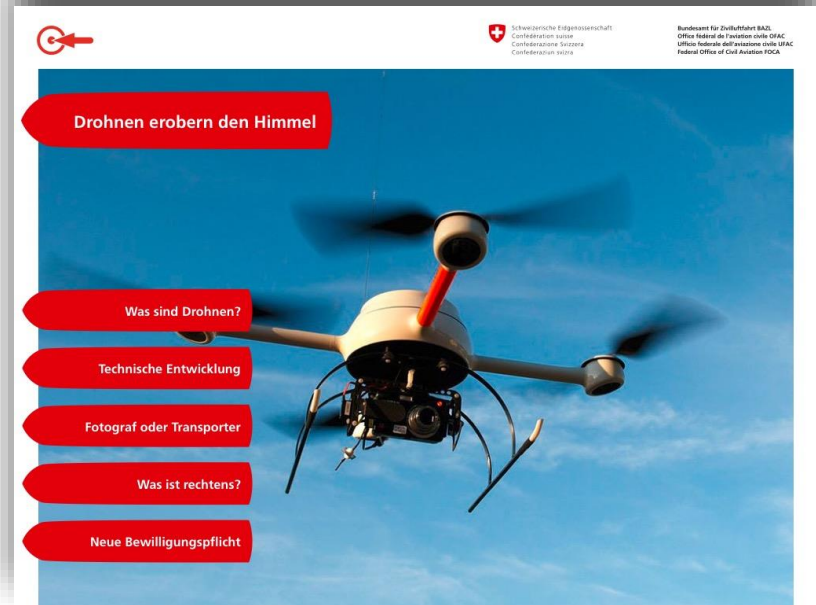 Schweizerische Eidgenossenschaft
Confédération suisse
Confederazione Svizzera
Confederaziun svizra
Bundesamt für Zivilluftfahrt BAZL
Office fédéral de l'aviation civile OFAC
Ufficio federale dell'aviazione civile UFAC
Federal Office of Civil Aviation FOCA
Drohnen erobern den Himmel
Was sind Drohnen?
Technische Entwicklung
Fotograf oder Transporter
Was ist rechtens?
Neue Bewilligungspflicht